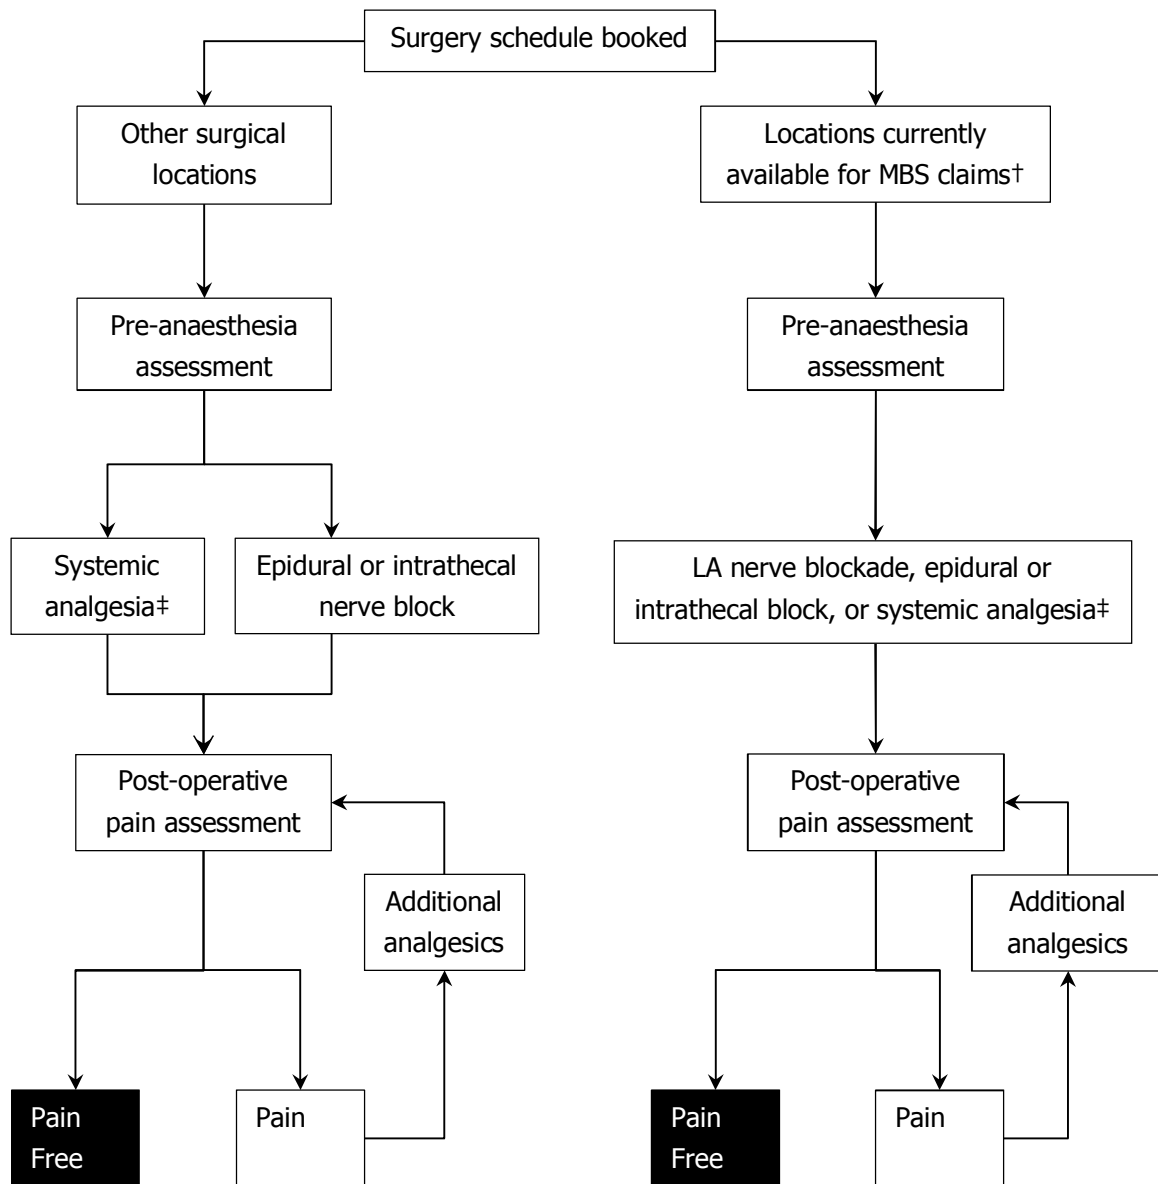 Surgery schedule booked
Other surgical
locations
Locations currently
available for MBS claims†
Pre-anaesthesia
assessment
Pre-anaesthesia
assessment
Systemic
analgesia‡
Epidural or intrathecal
nerve block
LA nerve blockade, epidural or
intrathecal block, or systemic analgesia‡
Post-operative
pain assessment
Post-operative
pain assessment
Additional
analgesics
Additional
analgesics
Pain
Free
Pain
Pain
Free
Pain